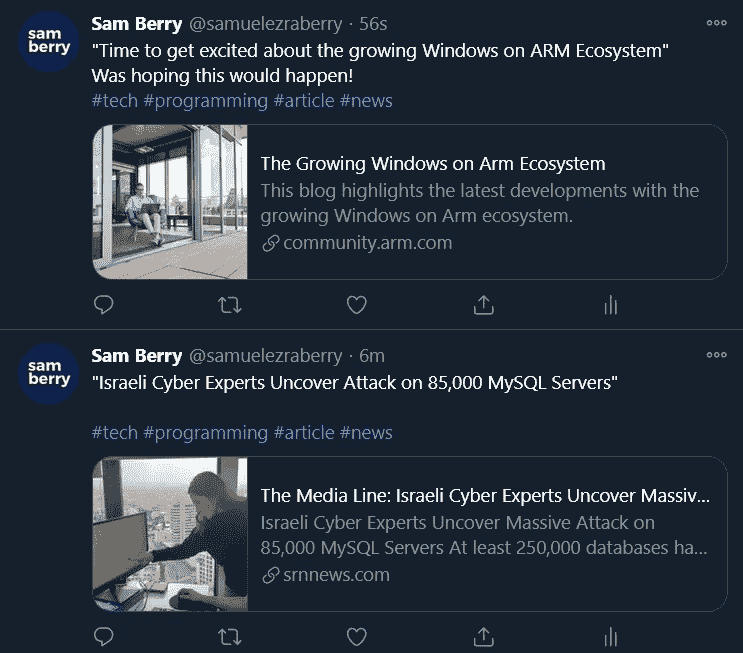 sam
berry
Sam Berry @samuelezraberry · 56s
"Time to get excited about the growing Windows on ARM Ecosystem"
Was hoping this would happen!
#tech #programming #article #news
The Growing Windows on Arm Ecosystem
This blog highlights the latest developments with the
growing Windows on Arm ecosystem.
community.arm.com
sam
berry
Sam Berry @samuelezraberry · 6m
"Israeli Cyber Experts Uncover Attack on 85,000 MySQL Servers"
#tech #programming #article #news
The Media Line: Israeli Cyber Experts Uncover Massiv...
Israeli Cyber Experts Uncover Massive Attack on
85,000 MySQL Servers At least 250,000 databases ha...
srnnews.com